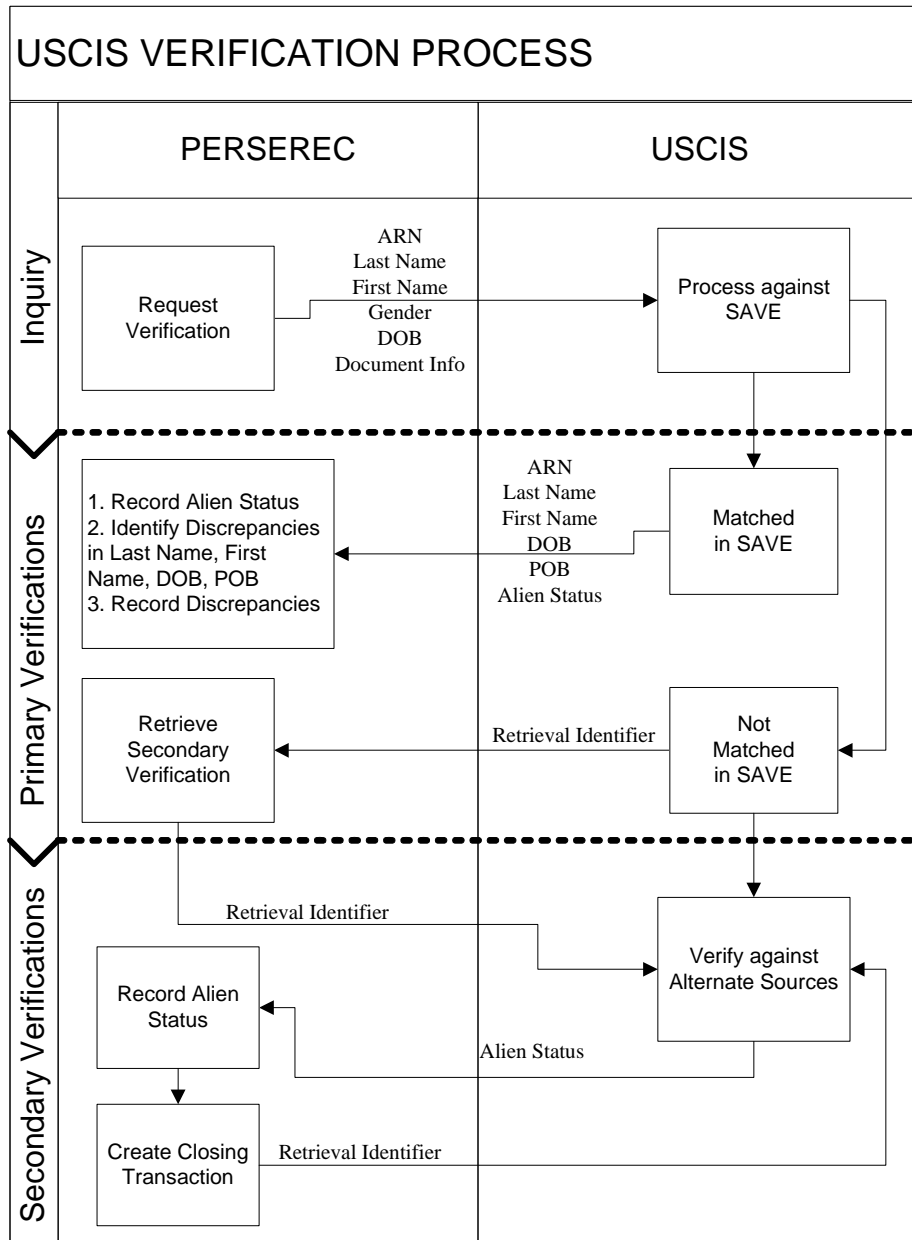 USCIS VERIFICATION PROCESS
PERSEREC
USCIS
Inquiry
Request
Verification
ARN
Last Name
First Name
Gender
DOB
Document Info
Process against
SAVE
Primary Verifications
1. Record Alien Status
2. Identify Discrepancies
in Last Name, First
Name, DOB, POB
3. Record Discrepancies
ARN
Last Name
First Name
DOB
POB
Alien Status
Matched
in SAVE
Retrieve
Secondary
Verification
Retrieval Identifier
Not
Matched
in SAVE
Secondary Verifications
Retrieval Identifier
Verify against
Alternate Sources
Record Alien
Status
Alien Status
Create Closing
Transaction
Retrieval Identifier